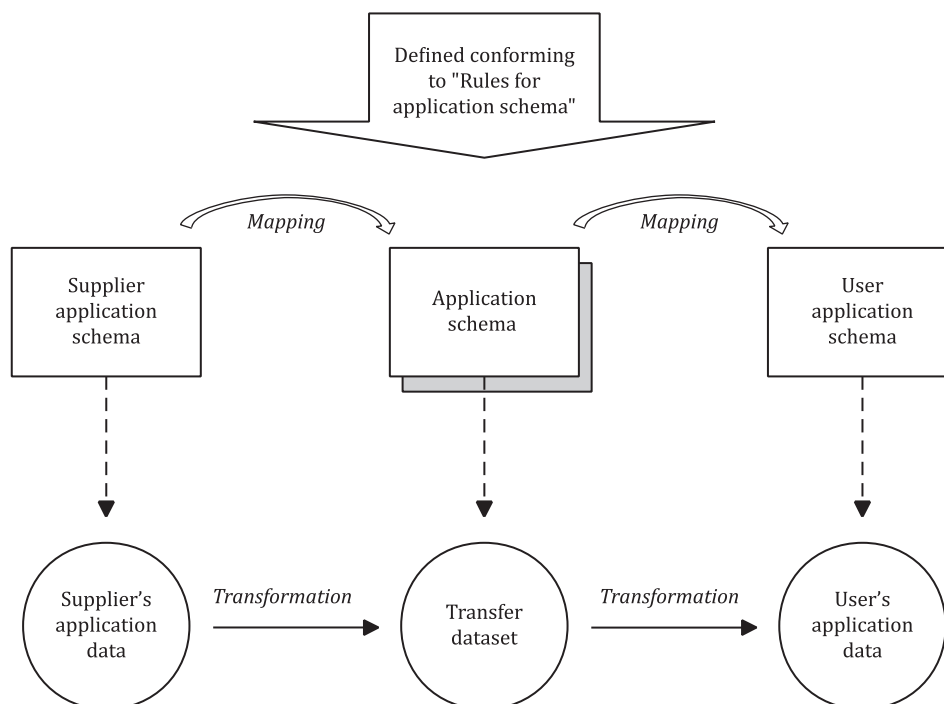 Defined conforming
to "Rules for
application schema"
Mapping
Mapping
Supplier
application
schema
Application
schema
User
application
schema
Supplier’s
application
data
Transformation
Transfer
dataset
Transformation
User’s
application
data